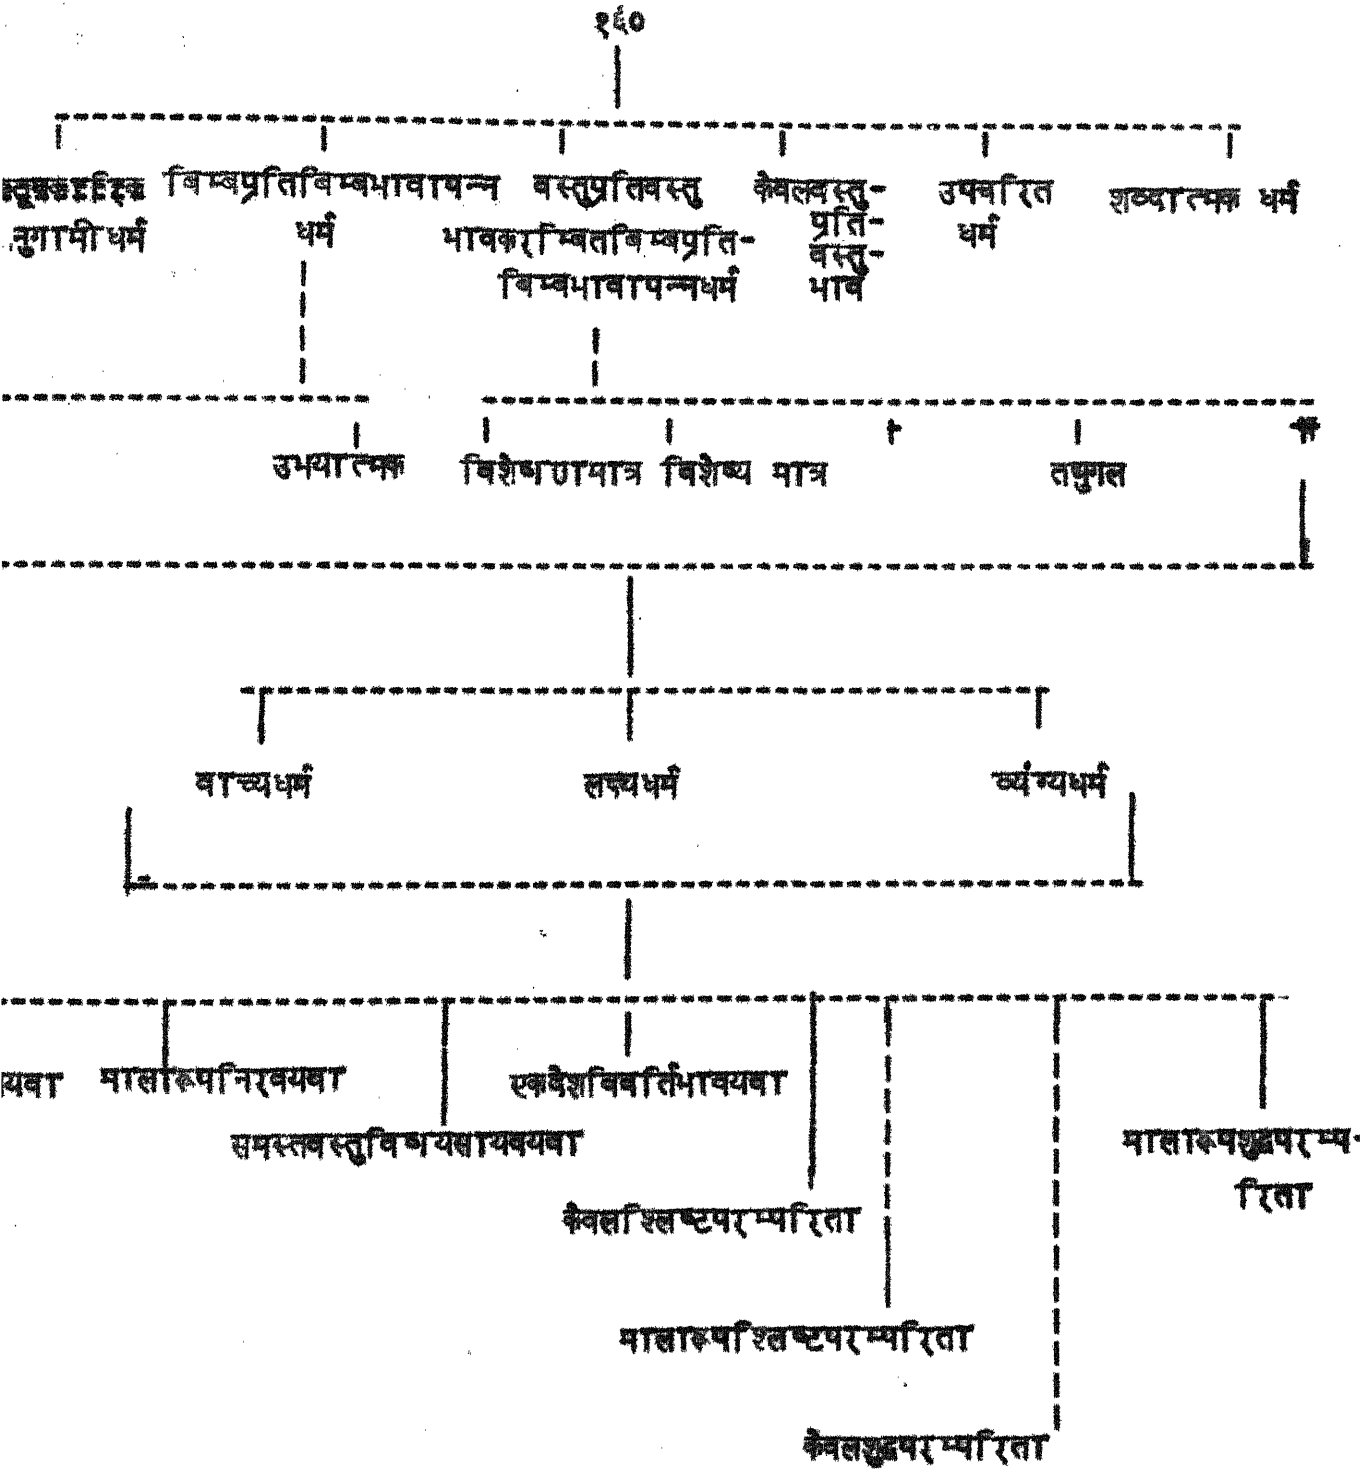 १६०
बिम्बप्रतिबिम्बभावापन्न वस्तुप्रतिवस्तु केवलवस्तु- उपचरित शव्दात्मक धर्म
नुगामी धर्म धर्म भावकरम्बितबिम्बप्रति- प्रति- धर्म
बिम्बभावापन्नधर्म वस्तु-
भाव
उभयात्मक विशेषणमात्र विशेष्य मात्र तद्युगल
वाच्यधर्म लक्ष्यधर्म व्यंग्यधर्म
यवा मालारूपनिरवयवा एकदेशविवर्तिभावयवा
समस्तवस्तुविषयसावयवा मालारूपशुद्धपरम्प-
रिता
केवलश्लिष्टपरम्परिता
मालारूपश्लिष्टपरम्परिता
केवलशुद्धपरम्परिता